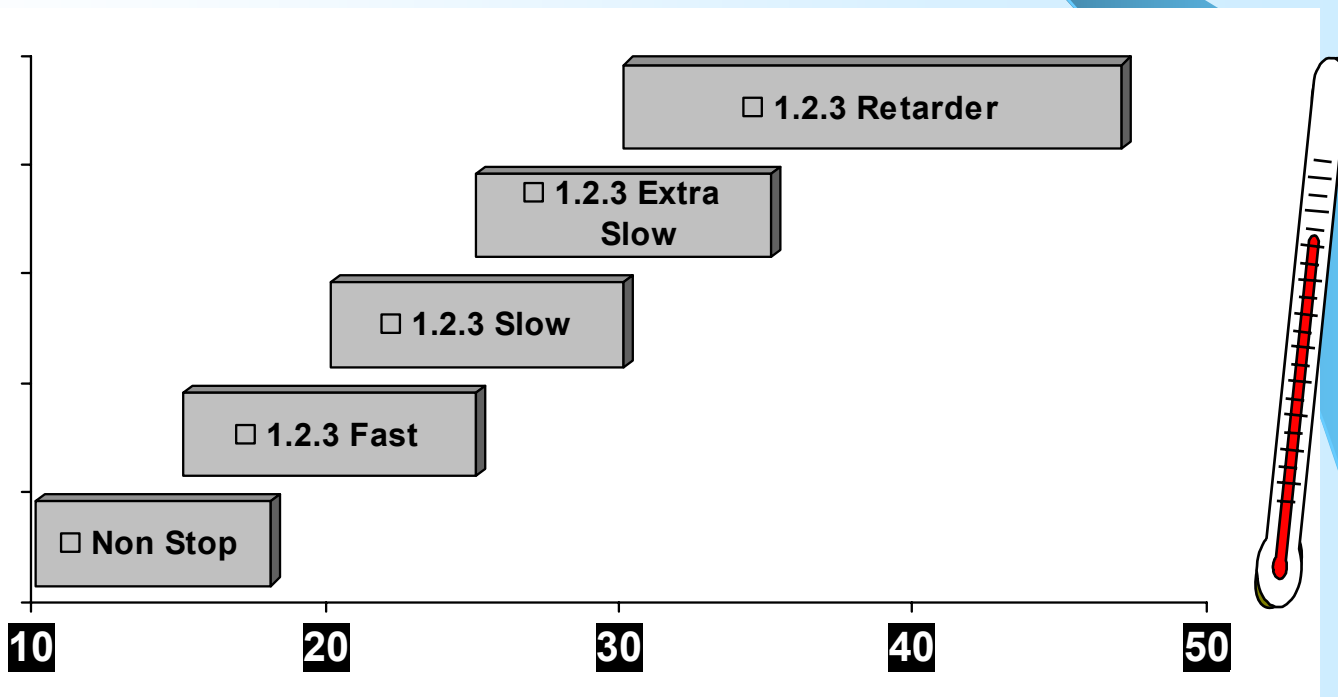 □ 1.2.3 Retarder
□ 1.2.3 Extra
Slow
□ 1.2.3 Slow
□ 1.2.3 Fast
□ Non Stop
10 20 30 40 50